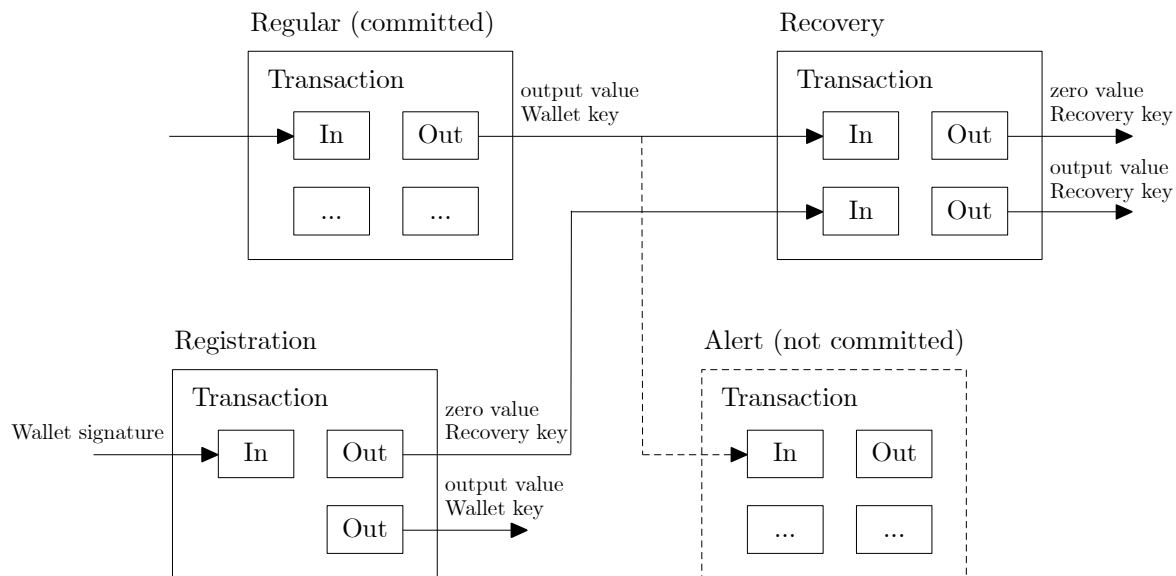 Regular (committed)
Transaction
In
Out
...
...
output value
Wallet key
Recovery
Transaction
In
Out
In
Out
zero value
Recovery key
output value
Recovery key
Registration
Transaction
Wallet signature
In
Out
Out
zero value
Recovery key
output value
Wallet key
Alert (not committed)
Transaction
In
Out
...
...